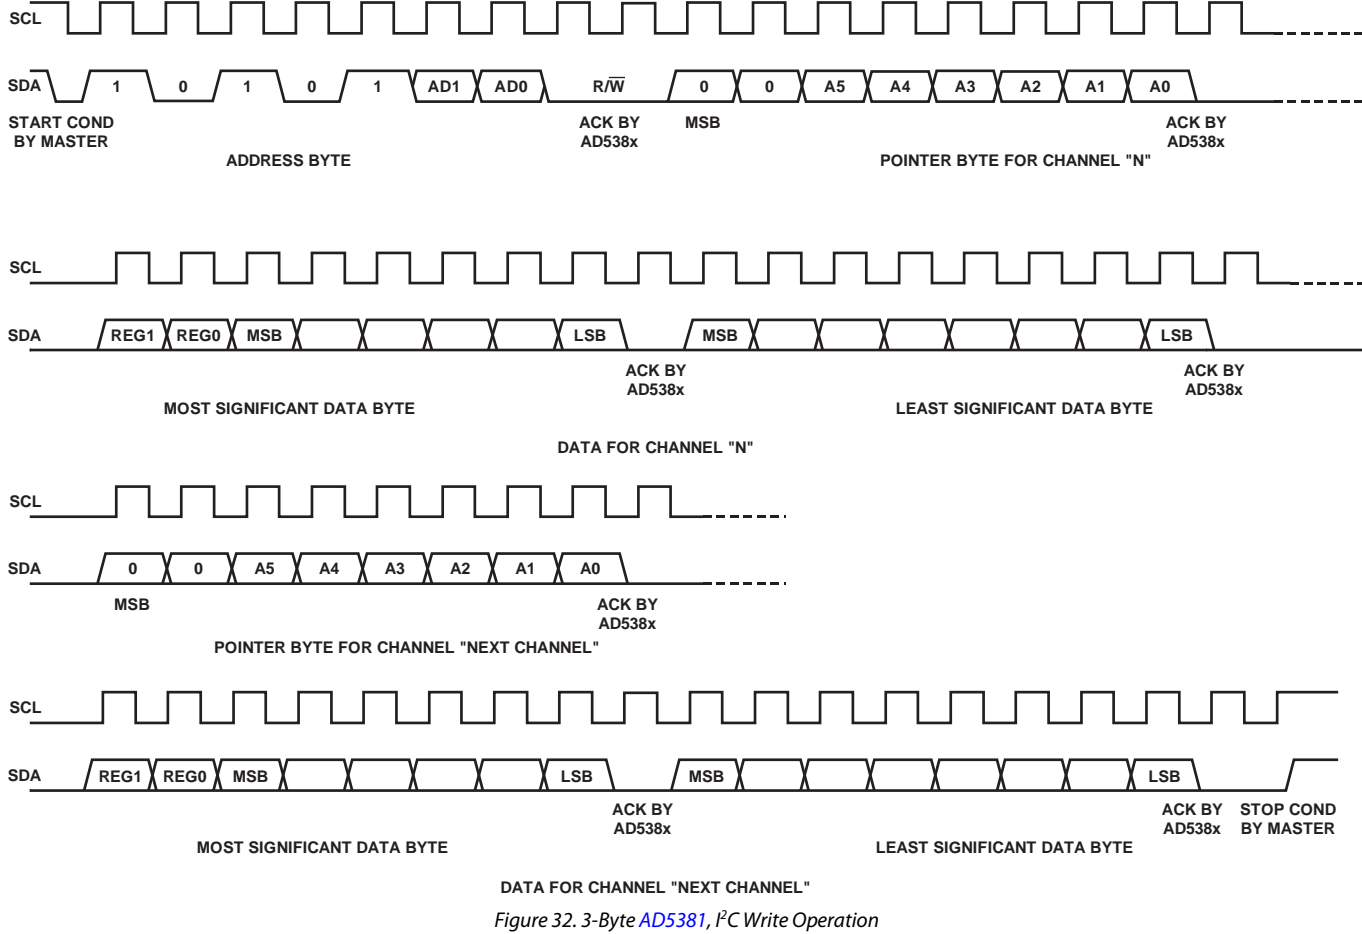 SCL
SDA 1 0 1 0 1 AD1 AD0 R/W 0 0 A5 A4 A3 A2 A1 A0
START COND BY MASTER
ACK BY AD538x
MSB
ACK BY AD538x
ADDRESS BYTE
POINTER BYTE FOR CHANNEL "N"
SCL
SDA REG1 REG0 MSB LSB MSB LSB
ACK BY AD538x
ACK BY AD538x
MOST SIGNIFICANT DATA BYTE
LEAST SIGNIFICANT DATA BYTE
DATA FOR CHANNEL "N"
SCL
SDA 0 0 A5 A4 A3 A2 A1 A0
MSB
ACK BY AD538x
POINTER BYTE FOR CHANNEL "NEXT CHANNEL"
SCL
SDA REG1 REG0 MSB LSB MSB LSB
ACK BY AD538x
ACK BY AD538x
STOP COND BY MASTER
MOST SIGNIFICANT DATA BYTE
LEAST SIGNIFICANT DATA BYTE
DATA FOR CHANNEL "NEXT CHANNEL"
Figure 32. 3-Byte AD5381, I²C Write Operation